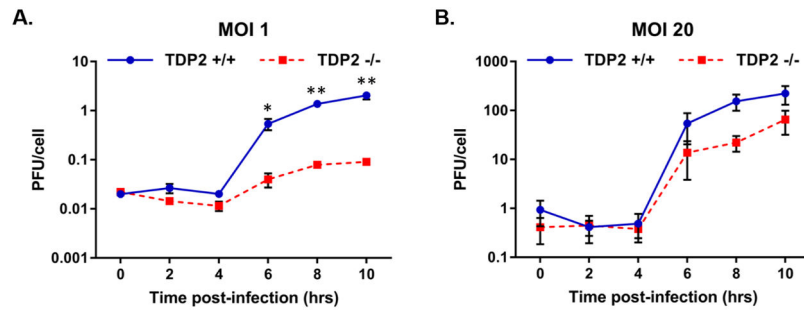 A.
MOI 1
TDP2 +/+ TDP2 -/-
PFU/cell
10
1
0.1
0.01
0.001
* ** **
0 2 4 6 8 10
Time post-infection (hrs)
B.
MOI 20
TDP2 +/+ TDP2 -/-
PFU/cell
1000
100
10
1
0.1
0 2 4 6 8 10
Time post-infection (hrs)